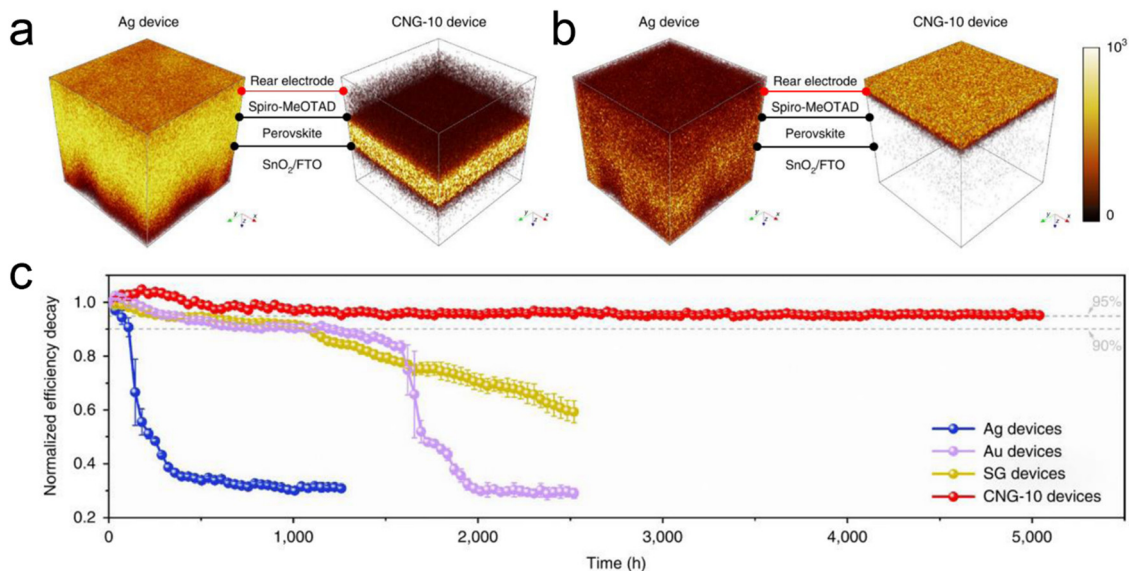 a
Ag device
CNG-10 device
Rear electrode
Spiro-MeOTAD
Perovskite
SnO₂/FTO
y
x
z
y
x
z
b
Ag device
CNG-10 device
Rear electrode
Spiro-MeOTAD
Perovskite
SnO₂/FTO
y
x
z
y
x
z
10³
0
c
Normalized efficiency decay
1.0
0.8
0.6
0.4
0.2
95%
90%
Ag devices
Au devices
SG devices
CNG-10 devices
0
1,000
2,000
3,000
4,000
5,000
Time (h)